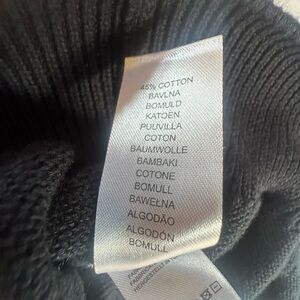 45% COTTON
BAVLNA
BOMULD
KATOEN
PUUVILLA
COTON
BAUMWOLLE
BAMBAKI
COTONE
BOMULL
BAWEŁNA
ALGODÃO
ALGODÓN
BOMULL